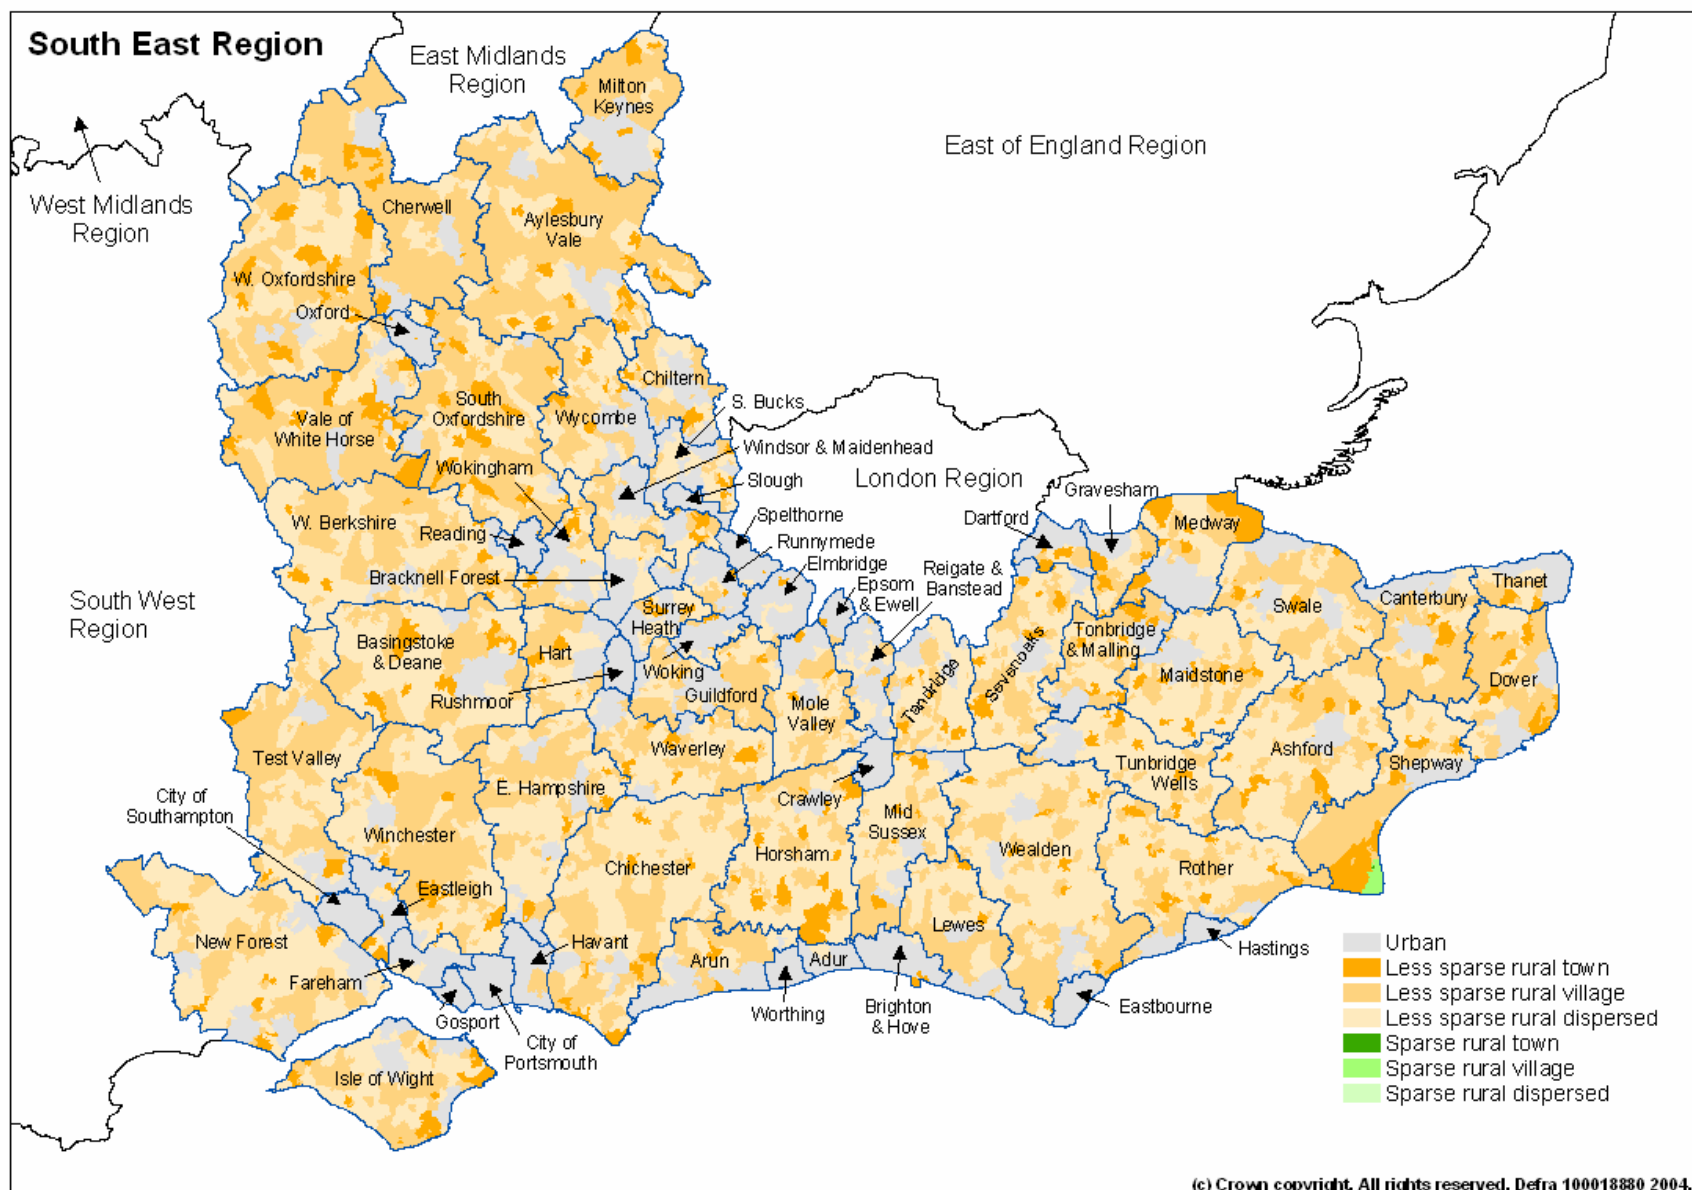 South East Region
East Midlands
Region
Milton
Keynes
East of England Region
West Midlands
Region
Cherwell
Aylesbury
Vale
W. Oxfordshire
Oxford
Chiltern
S. Bucks
South
Oxfordshire
Wycombe
Vale of
White Horse
Windsor & Maidenhead
Wokingham
London Region
Slough
Gravesham
W. Berkshire
Spelthorne
Dartford
Medway
Reading
Runnymede
Elmbridge
Reigate &
Banstead
Bracknell Forest
Epsom
& Ewell
Thanet
Canterbury
Swale
South West
Region
Surrey
Heath
Basingstoke
& Deane
Hart
Tonbridge
& Malling
Sevenoaks
Woking
Maidstone
Dover
Tandridge
Rushmoor
Guildford
Mole
Valley
Waverley
Test Valley
Ashford
Tunbridge
Wells
Shepway
E. Hampshire
City of
Southampton
Crawley
Mid
Sussex
Winchester
Horsham
Wealden
Chichester
Rother
Eastleigh
Lewes
New Forest
Havant
Arun
Adur
Hastings
Fareham
Worthing
Brighton
& Hove
Eastbourne
Gosport
City of
Portsmouth
Isle of Wight
Urban
Less sparse rural town
Less sparse rural village
Less sparse rural dispersed
Sparse rural town
Sparse rural village
Sparse rural dispersed
(c) Crown copyright. All rights reserved. Defra 100018880 2004.